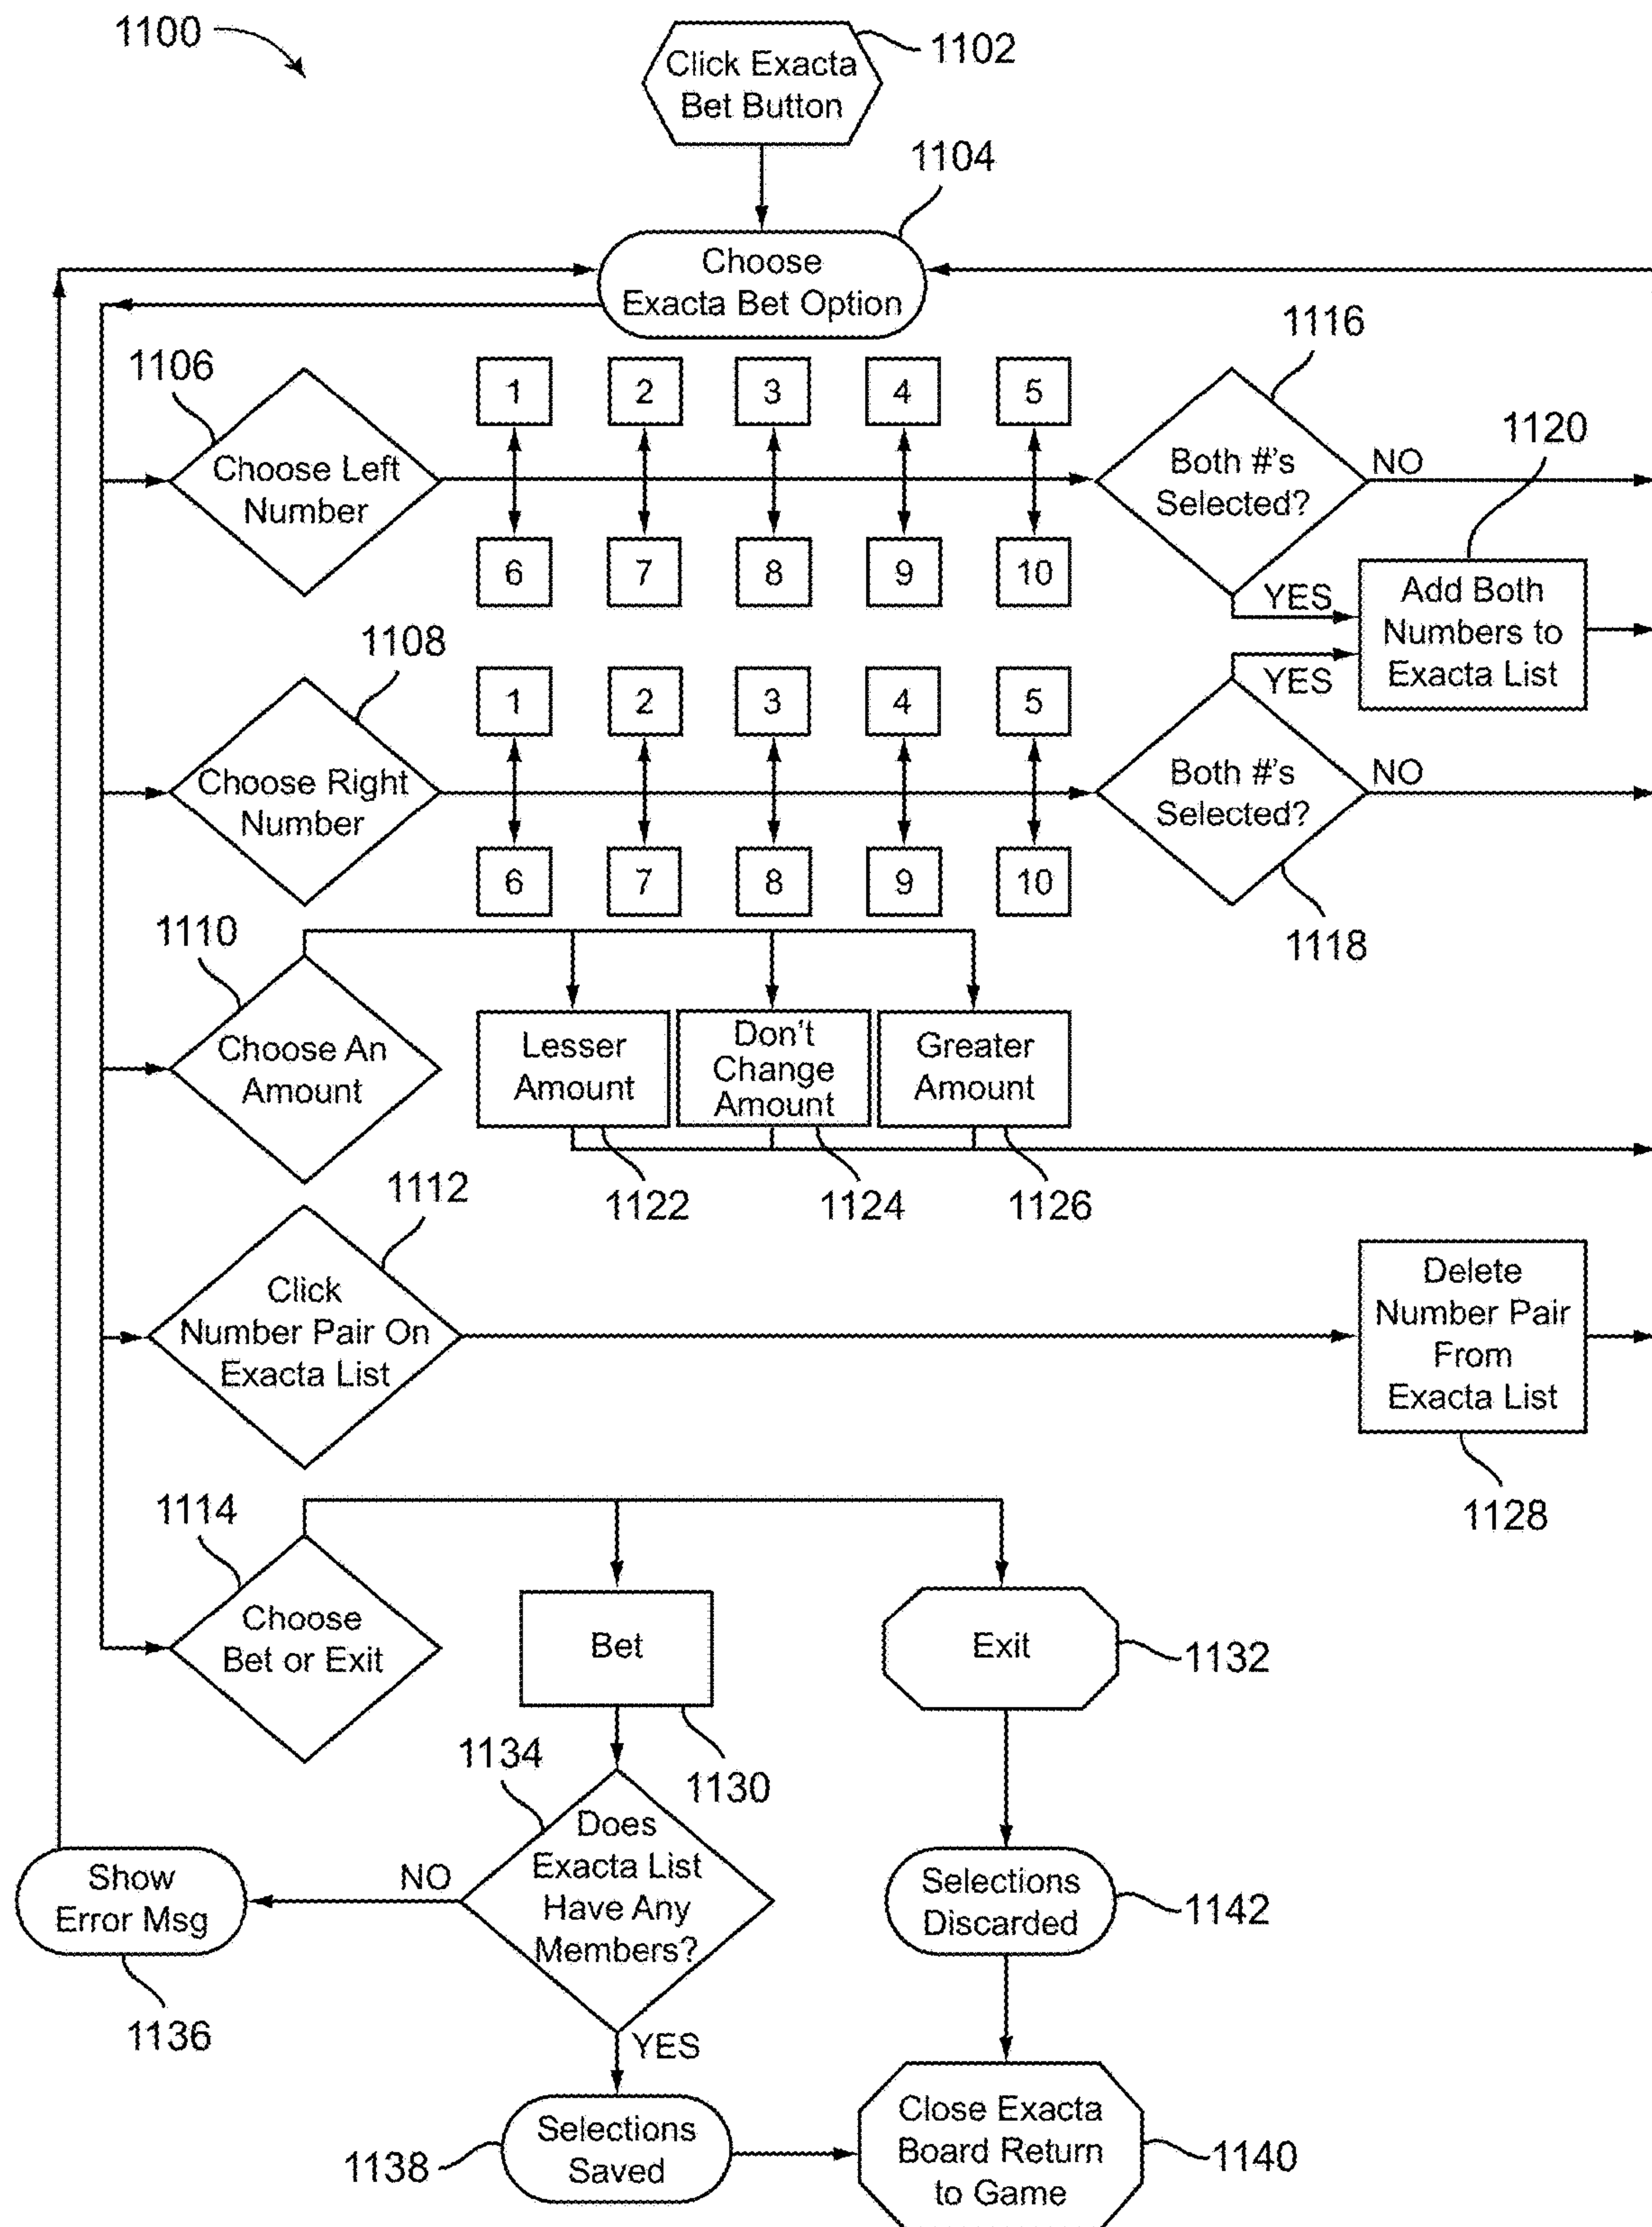 1100
1102
Click Exacta
Bet Button
1104
Choose
Exacta Bet Option
1106
1116
1
2
3
4
5
1120
Choose Left
Number
Both #'s
Selected?
NO
6
7
8
9
10
YES
Add Both
Numbers to
Exacta List
1108
1
2
3
4
5
YES
Choose Right
Number
Both #'s
Selected?
NO
6
7
8
9
10
1118
1110
Choose An
Amount
Lesser
Amount
Don't
Change
Amount
Greater
Amount
1122
1124
1126
1112
Click
Number Pair On
Exacta List
Delete
Number Pair
From
Exacta List
1128
1114
Choose
Bet or Exit
Bet
Exit
1132
1130
1134
Does
Exacta List
Have Any
Members?
NO
Show
Error Msg
1136
Selections
Discarded
1142
YES
Selections
Saved
1138
Close Exacta
Board Return
to Game
1140